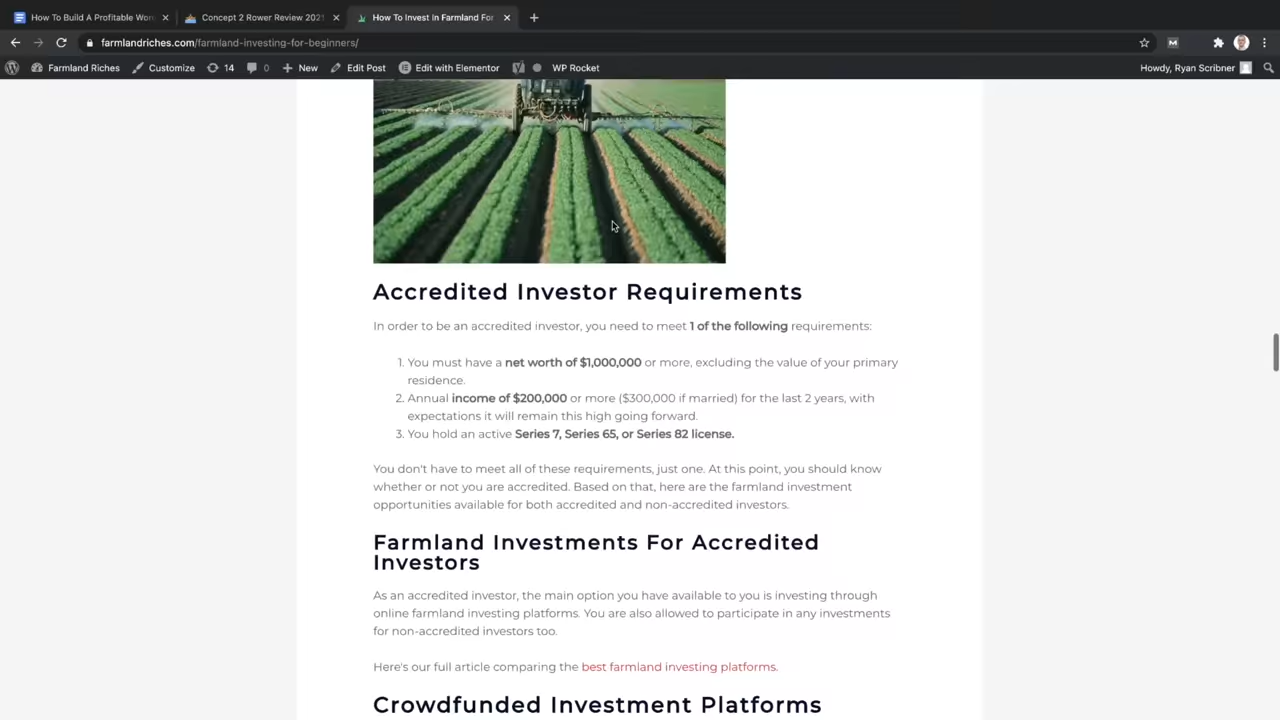 How To Build A Profitable Wor
Concept 2 Rower Review 2021
How To Invest In Farmland For
farmlandriches.com/farmland-investing-for-beginners/
Farmland Riches
Customize
14
0
New
Edit Post
Edit with Elementor
WP Rocket
Howdy, Ryan Scribner
Accredited Investor Requirements
In order to be an accredited investor, you need to meet 1 of the following requirements:
1. You must have a net worth of $1,000,000 or more, excluding the value of your primary
residence.
2. Annual income of $200,000 or more ($300,000 if married) for the last 2 years, with
expectations it will remain this high going forward.
3. You hold an active Series 7, Series 65, or Series 82 license.
You don't have to meet all of these requirements, just one. At this point, you should know
whether or not you are accredited. Based on that, here are the farmland investment
opportunities available for both accredited and non-accredited investors.
Farmland Investments For Accredited
Investors
As an accredited investor, the main option you have available to you is investing through
online farmland investing platforms. You are also allowed to participate in any investments
for non-accredited investors too.
Here's our full article comparing the best farmland investing platforms.
Crowdfunded Investment Platforms